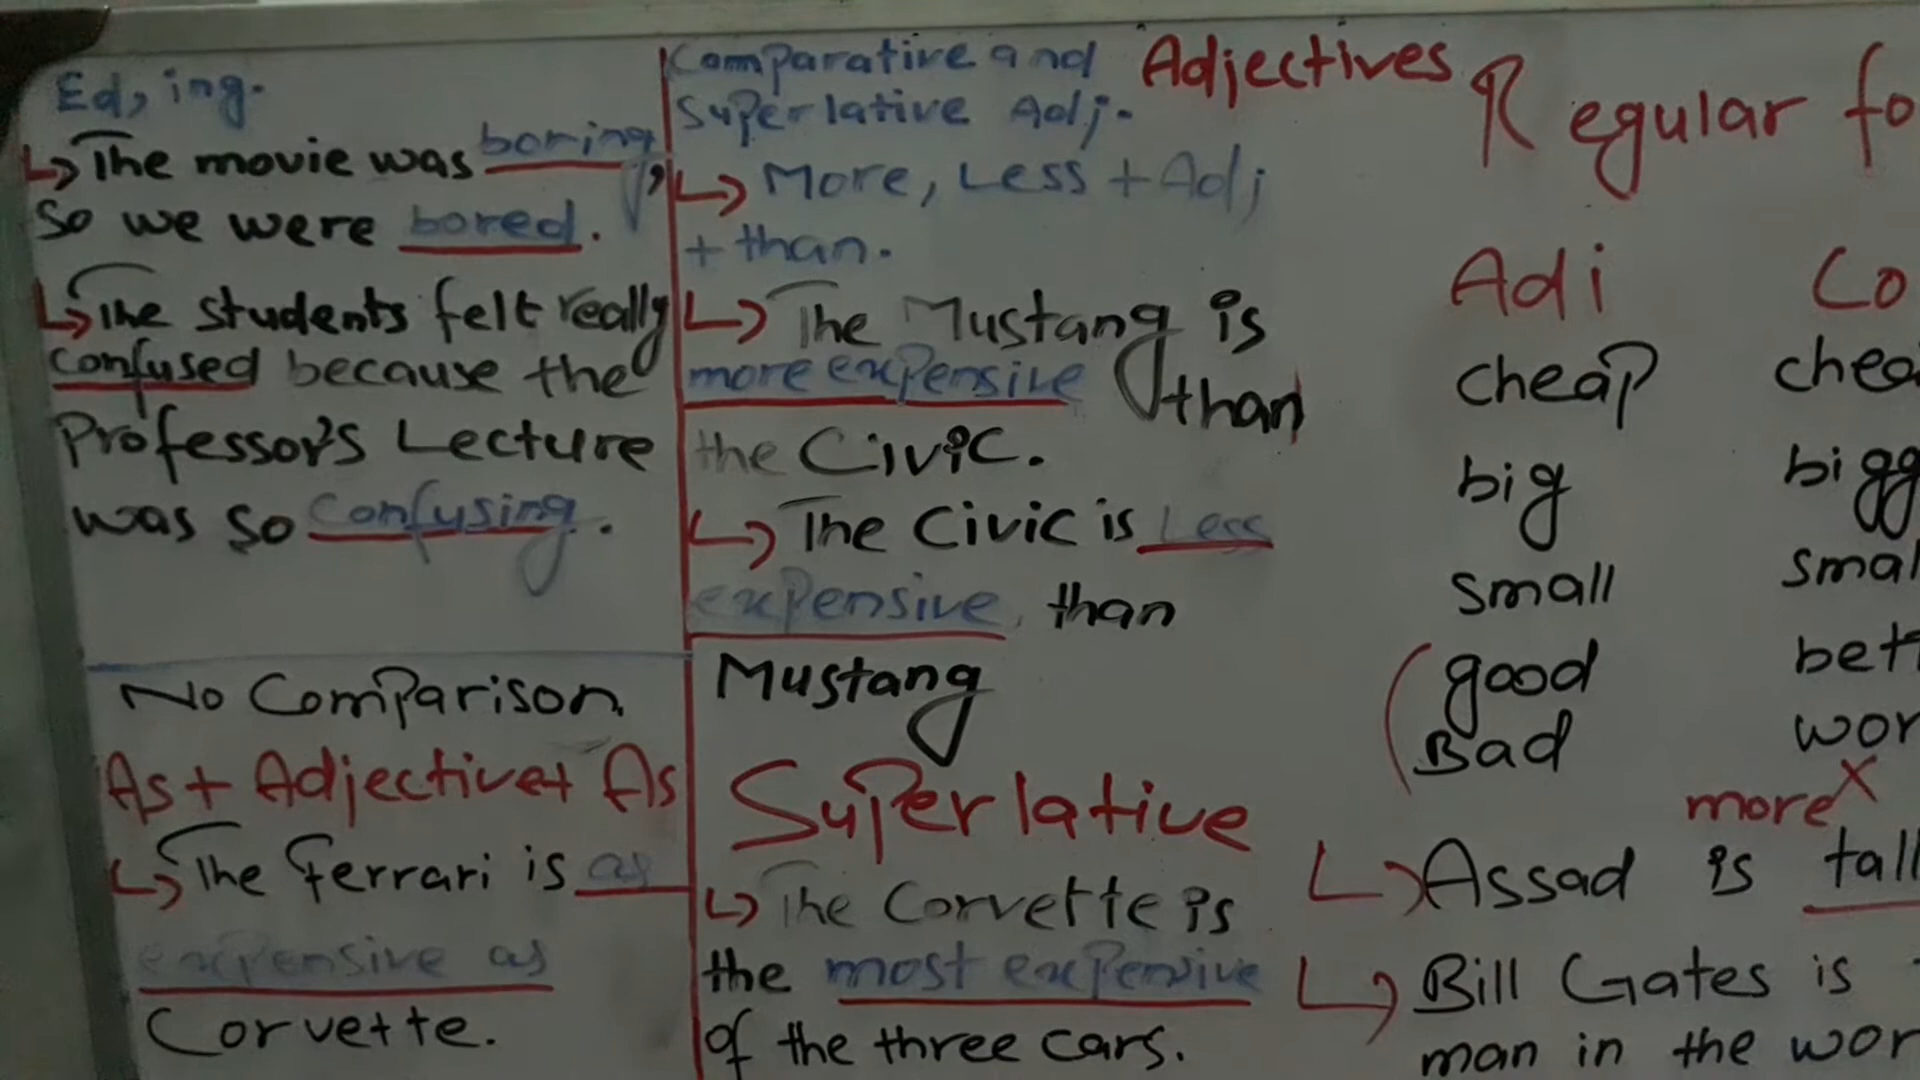 Ed, ing.
↳ The movie was boring,
So we were bored.
↳ The students felt really
confused because the
Professor's Lecture
was so confusing.
No Comparison.
As + Adjective + As
↳ The Ferrari is as
expensive as
Corvette.
Comparative and
Superlative Adj.
↳ More, Less + Adj
+ than.
↳ The Mustang is
more expensive than
the Civic.
↳ The Civic is Less
expensive than
Mustang
Superlative
↳ The Corvette is
the most expensive
of the three cars.
Adjectives
Regular fo
Adj Co
cheap chea
big bigg
small smal
good bett
Bad wor
more x
↳ Assad is tall
↳ Bill Gates is
man in the wor